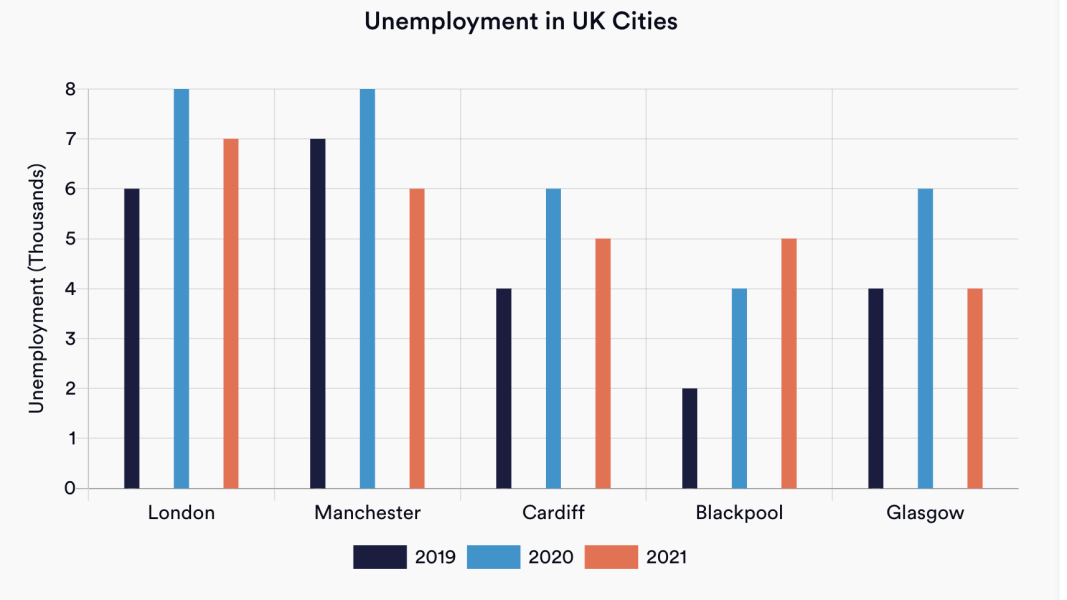 Unemployment in UK Cities
Unemployment (Thousands)
8
7
6
5
4
3
2
1
0
London Manchester Cardiff Blackpool Glasgow
2019 2020 2021